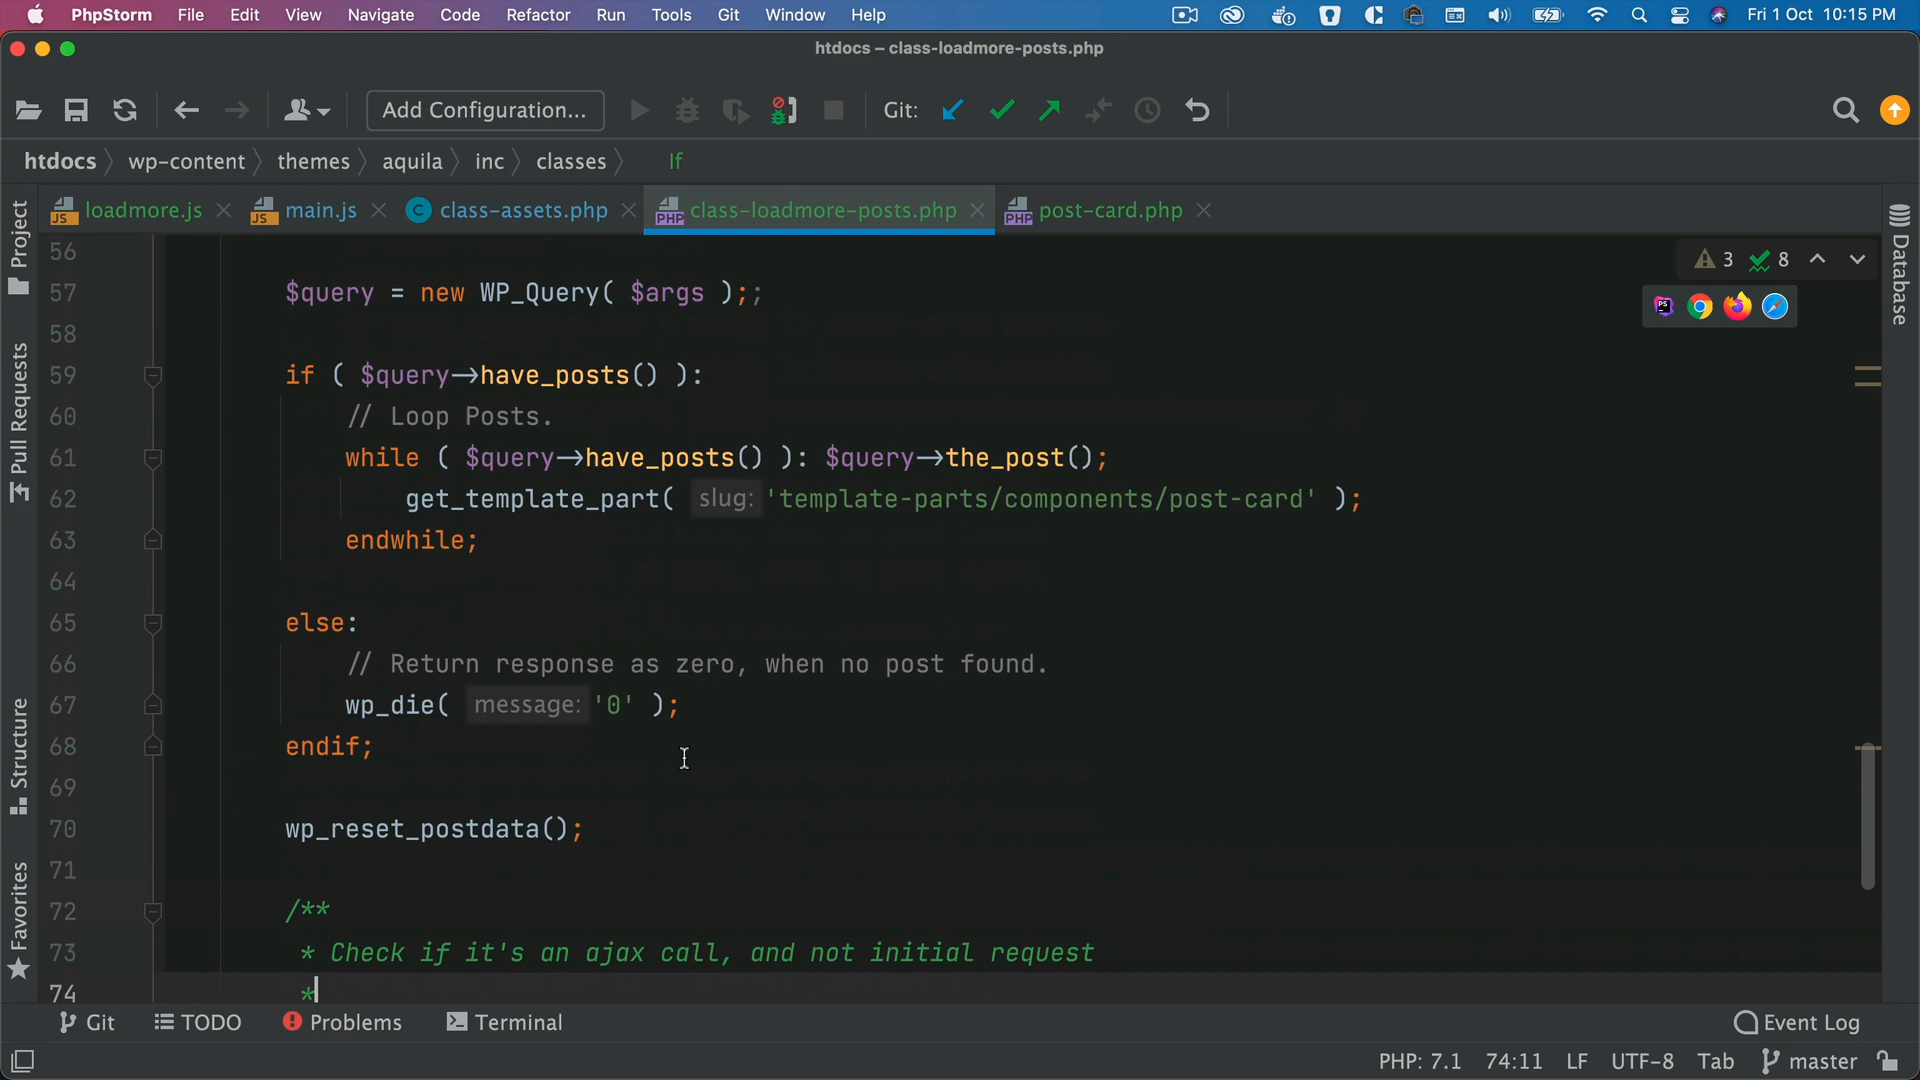 PhpStorm File Edit View Navigate Code Refactor Run Tools Git Window Help Fri 1 Oct 10:15 PM
htdocs – class-loadmore-posts.php
Add Configuration... Git:
htdocs wp-content themes aquila inc classes If
loadmore.js main.js class-assets.php class-loadmore-posts.php post-card.php
Project
Pull Requests
Structure
Favorites
Database
3 8
56
57 $query = new WP_Query( $args );;
58
59 if ( $query→have_posts() ):
60 // Loop Posts.
61 while ( $query→have_posts() ): $query→the_post();
62 get_template_part( slug: 'template-parts/components/post-card' );
63 endwhile;
64
65 else:
66 // Return response as zero, when no post found.
67 wp_die( message: '0' );
68 endif;
69
70 wp_reset_postdata();
71
72 /**
73 * Check if it's an ajax call, and not initial request
74 *
Git TODO Problems Terminal Event Log
PHP: 7.1 74:11 LF UTF-8 Tab master